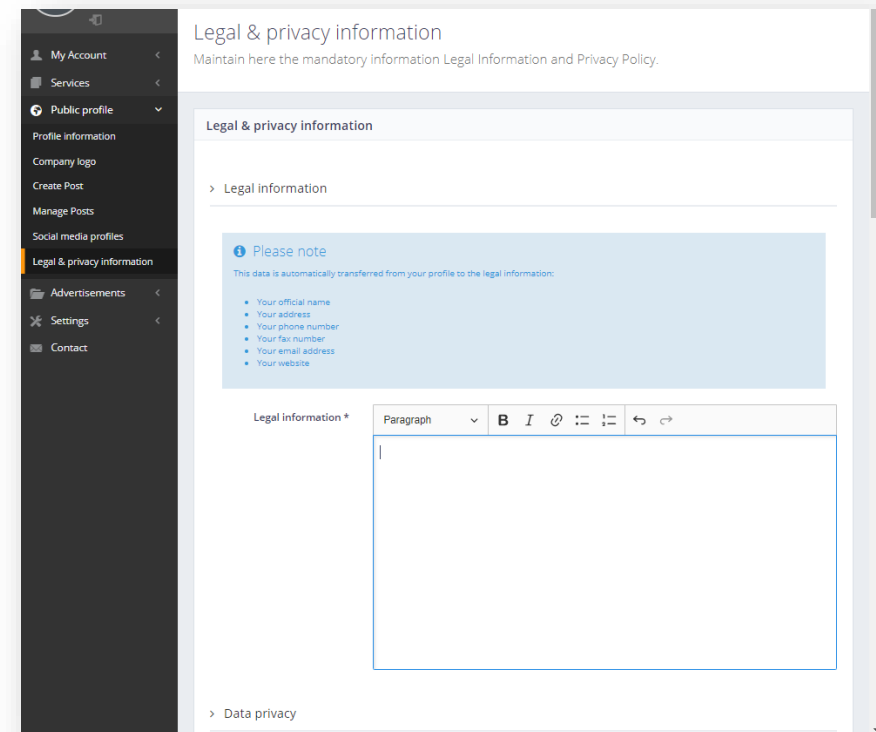 Legal & privacy information
Maintain here the mandatory information Legal Information and Privacy Policy.
My Account
Services
Public profile
Profile information
Company logo
Create Post
Manage Posts
Social media profiles
Legal & privacy information
Advertisements
Settings
Contact
Legal & privacy information
Legal information
Please note
This data is automatically transferred from your profile to the legal information:
Your official name
Your address
Your phone number
Your fax number
Your email address
Your website
Legal information *
Paragraph
Data privacy